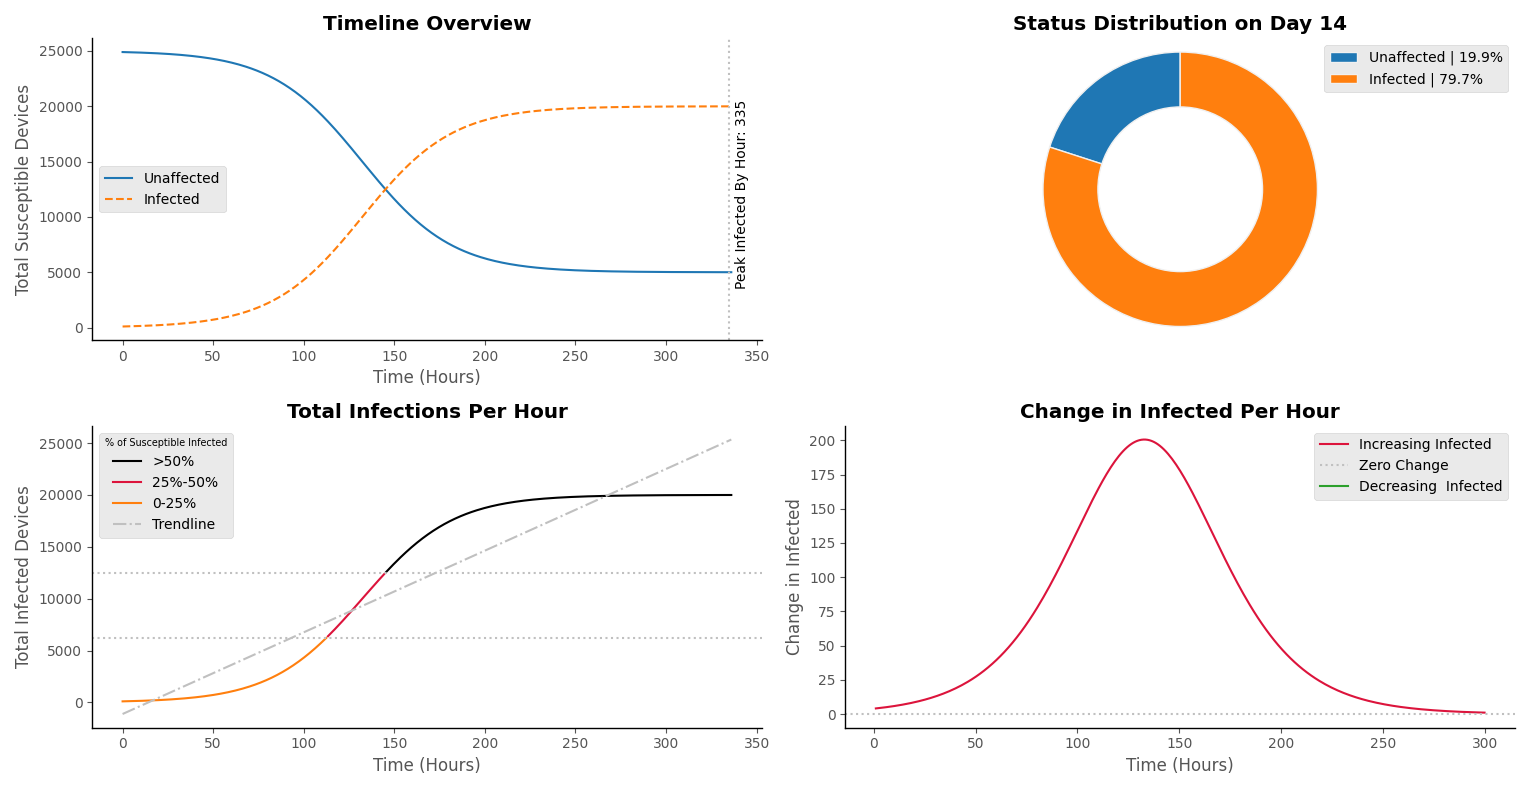 Timeline Overview
25000
20000
15000
10000
5000
0
Total Susceptible Devices
Unaffected
Infected
Peak Infected By Hour: 335
0 50 100 150 200 250 300 350
Time (Hours)
Status Distribution on Day 14
Unaffected | 19.9%
Infected | 79.7%
Total Infections Per Hour
25000
20000
15000
10000
5000
0
Total Infected Devices
% of Susceptible Infected
>50%
25%-50%
0-25%
Trendline
0 50 100 150 200 250 300 350
Time (Hours)
Change in Infected Per Hour
200
175
150
125
100
75
50
25
0
Change in Infected
Increasing Infected
Zero Change
Decreasing  Infected
0 50 100 150 200 250 300
Time (Hours)